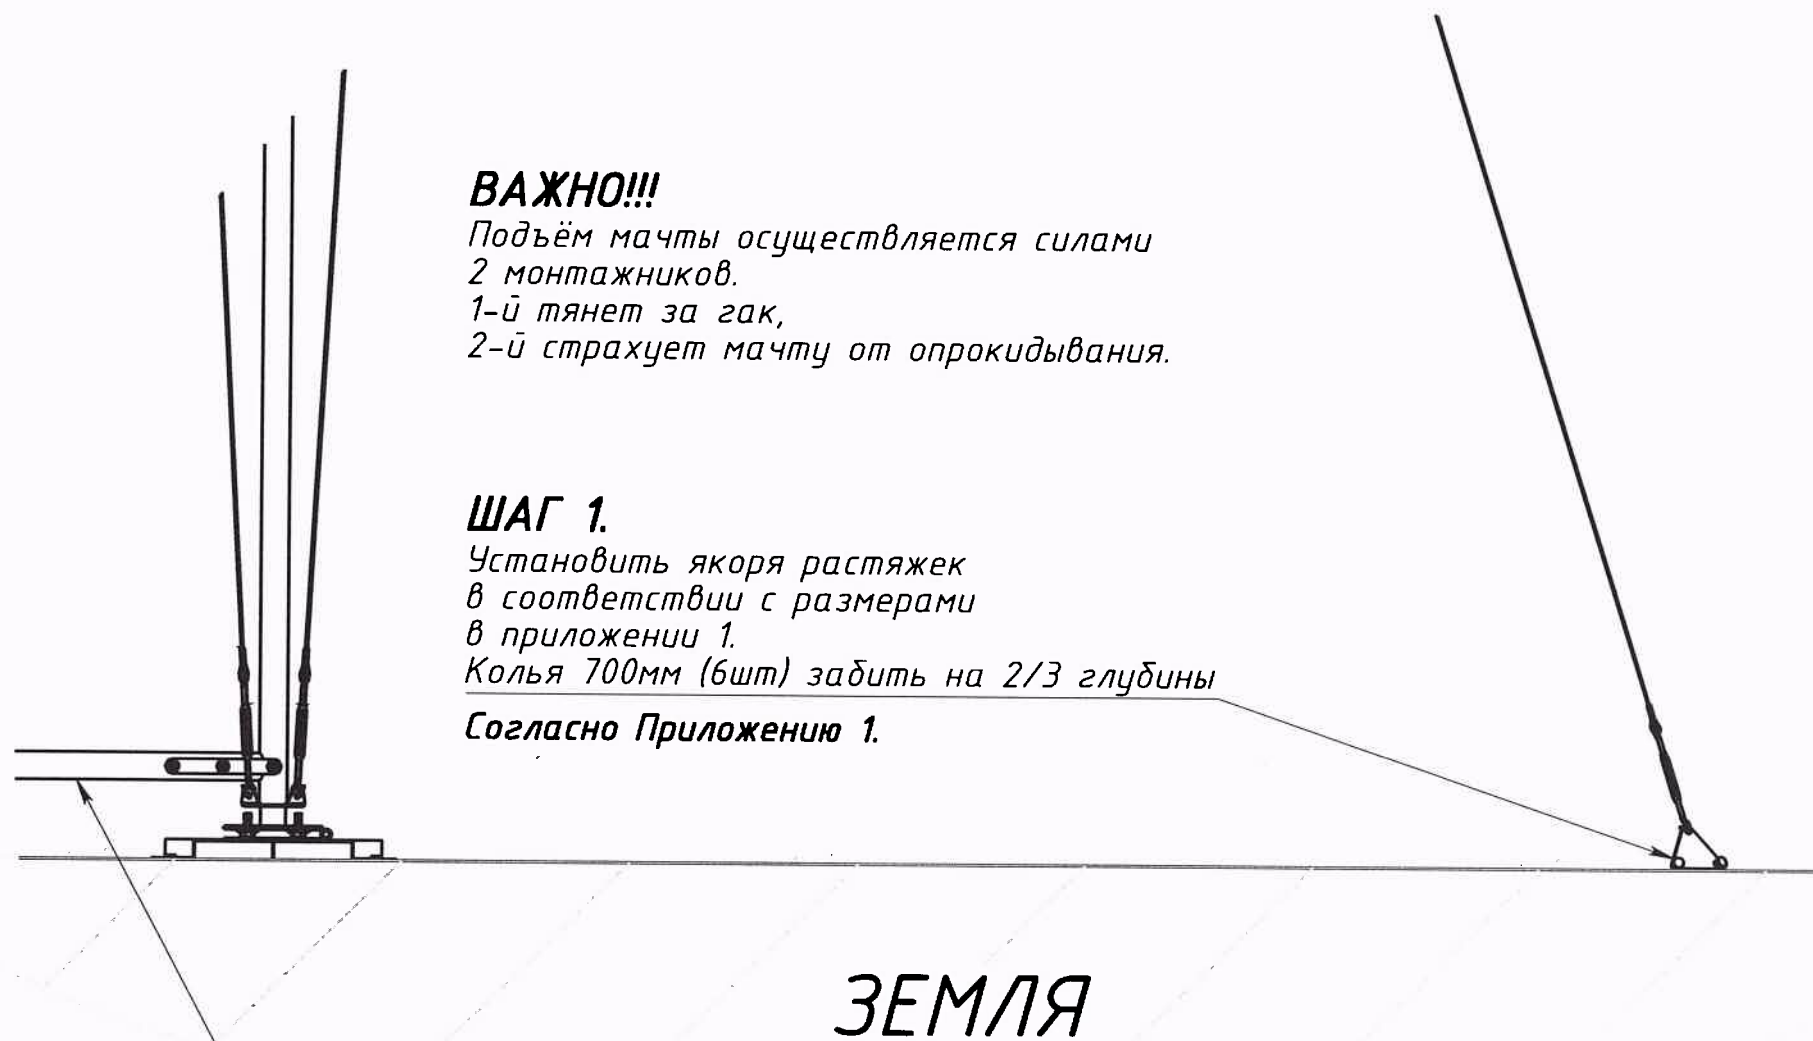 ВАЖНО!!!
Подъём мачты осуществляется силами
2 монтажников.
1-й тянет за гак,
2-й страхует мачту от опрокидывания.
ШАГ 1.
Установить якоря растяжек
в соответствии с размерами
в приложении 1.
Колья 700мм (6шт) забить на 2/3 глубины
Согласно Приложению 1.
ЗЕМЛЯ